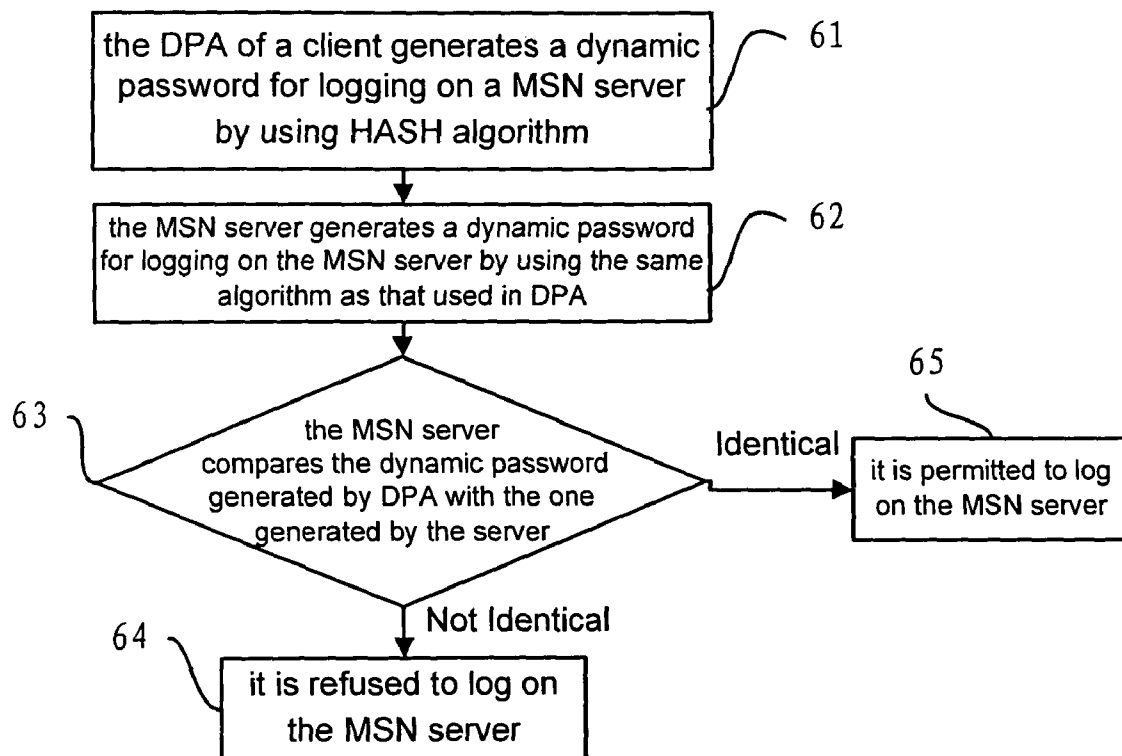 the DPA of a client generates a dynamic
password for logging on a MSN server
by using HASH algorithm
61
the MSN server generates a dynamic password
for logging on the MSN server by using the same
algorithm as that used in DPA
62
63
the MSN server
compares the dynamic password
generated by DPA with the one
generated by the server
Identical
65
it is permitted to log
on the MSN server
Not Identical
64
it is refused to log on
the MSN server